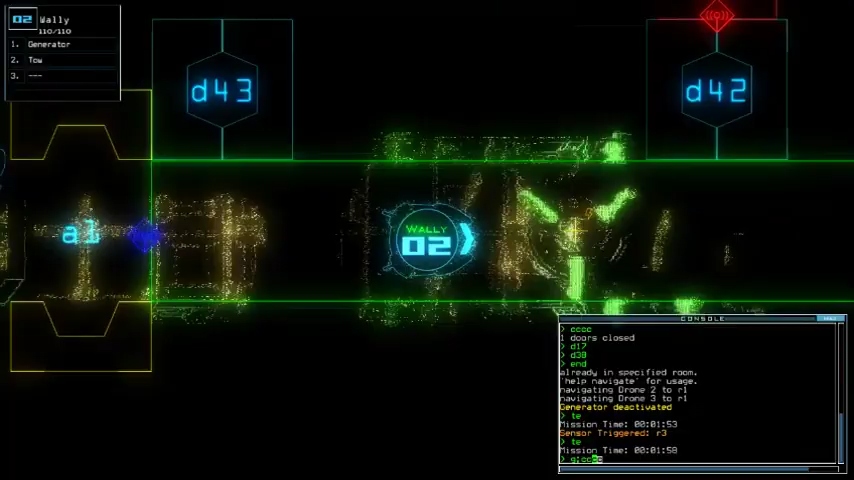 02 Wally
110/110
1. Generator
2. Tow
3. ---
d43
d42
a1
WALLY
02
CONSOLE
> cccc
1 doors closed
> d17
> d38
> end
already in specified room.
'help navigate' for usage.
navigating Drone 2 to r1
navigating Drone 3 to r1
Generator deactivated
> te
Mission Time: 00:01:53
Sensor Triggered: r3
> te
Mission Time: 00:01:58